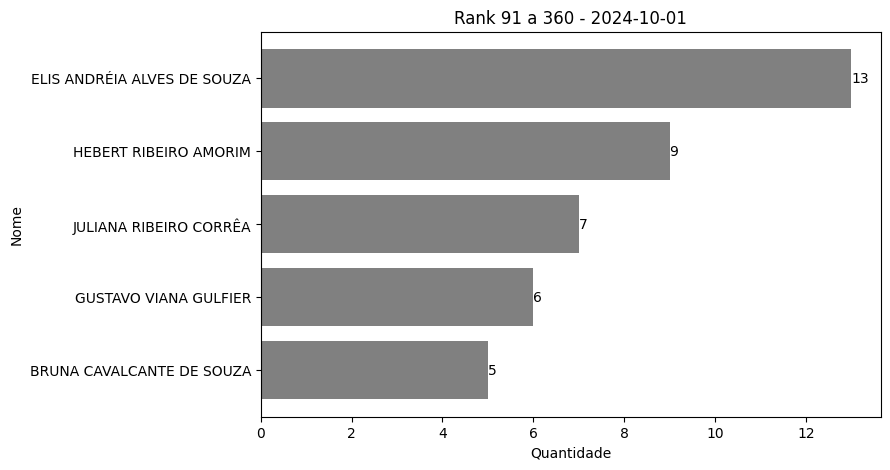 Rank 91 a 360 - 2024-10-01
ELIS ANDRÉIA ALVES DE SOUZA
13
HEBERT RIBEIRO AMORIM
9
JULIANA RIBEIRO CORRÊA
7
GUSTAVO VIANA GULFIER
6
BRUNA CAVALCANTE DE SOUZA
5
Nome
0 2 4 6 8 10 12
Quantidade